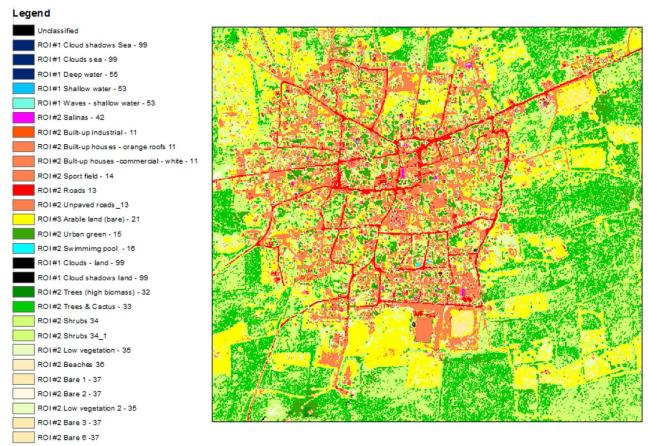 Legend
Unclassified
ROI#1 Cloud shadows Sea - 99
ROI#1 Clouds sea - 99
ROI#1 Deep water - 55
ROI#1 Shallow water - 53
ROI#1 Waves - shallow water - 53
ROI#2 Salinas - 42
ROI#2 Built-up industrial - 11
ROI#2 Built-up houses - orange roofs 11
ROI#2 Built-up houses -commercial - white - 11
ROI#2 Sport field - 14
ROI#2 Roads 13
ROI#2 Unpaved roads_13
ROI#3 Arable land (bare) - 21
ROI#2 Urban green - 15
ROI#2 Swimmimg pool - 16
ROI#1 Clouds - land - 99
ROI#1 Cloud shadows land - 99
ROI#2 Trees (high biomass) - 32
ROI#2 Trees & Cactus - 33
ROI#2 Shrubs 34
ROI#2 Shrubs 34_1
ROI#2 Low vegetation - 35
ROI#2 Beaches 36
ROI#2 Bare 1 - 37
ROI#2 Bare 2 - 37
ROI#2 Low vegetation 2 - 35
ROI#2 Bare 3 - 37
ROI#2 Bare 6 -37